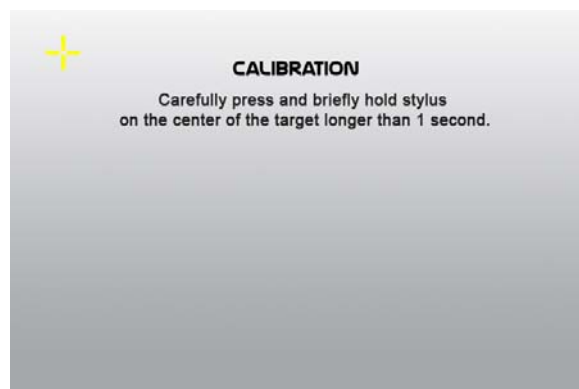 CALIBRATION
Carefully press and briefly hold stylus
on the center of the target longer than 1 second.